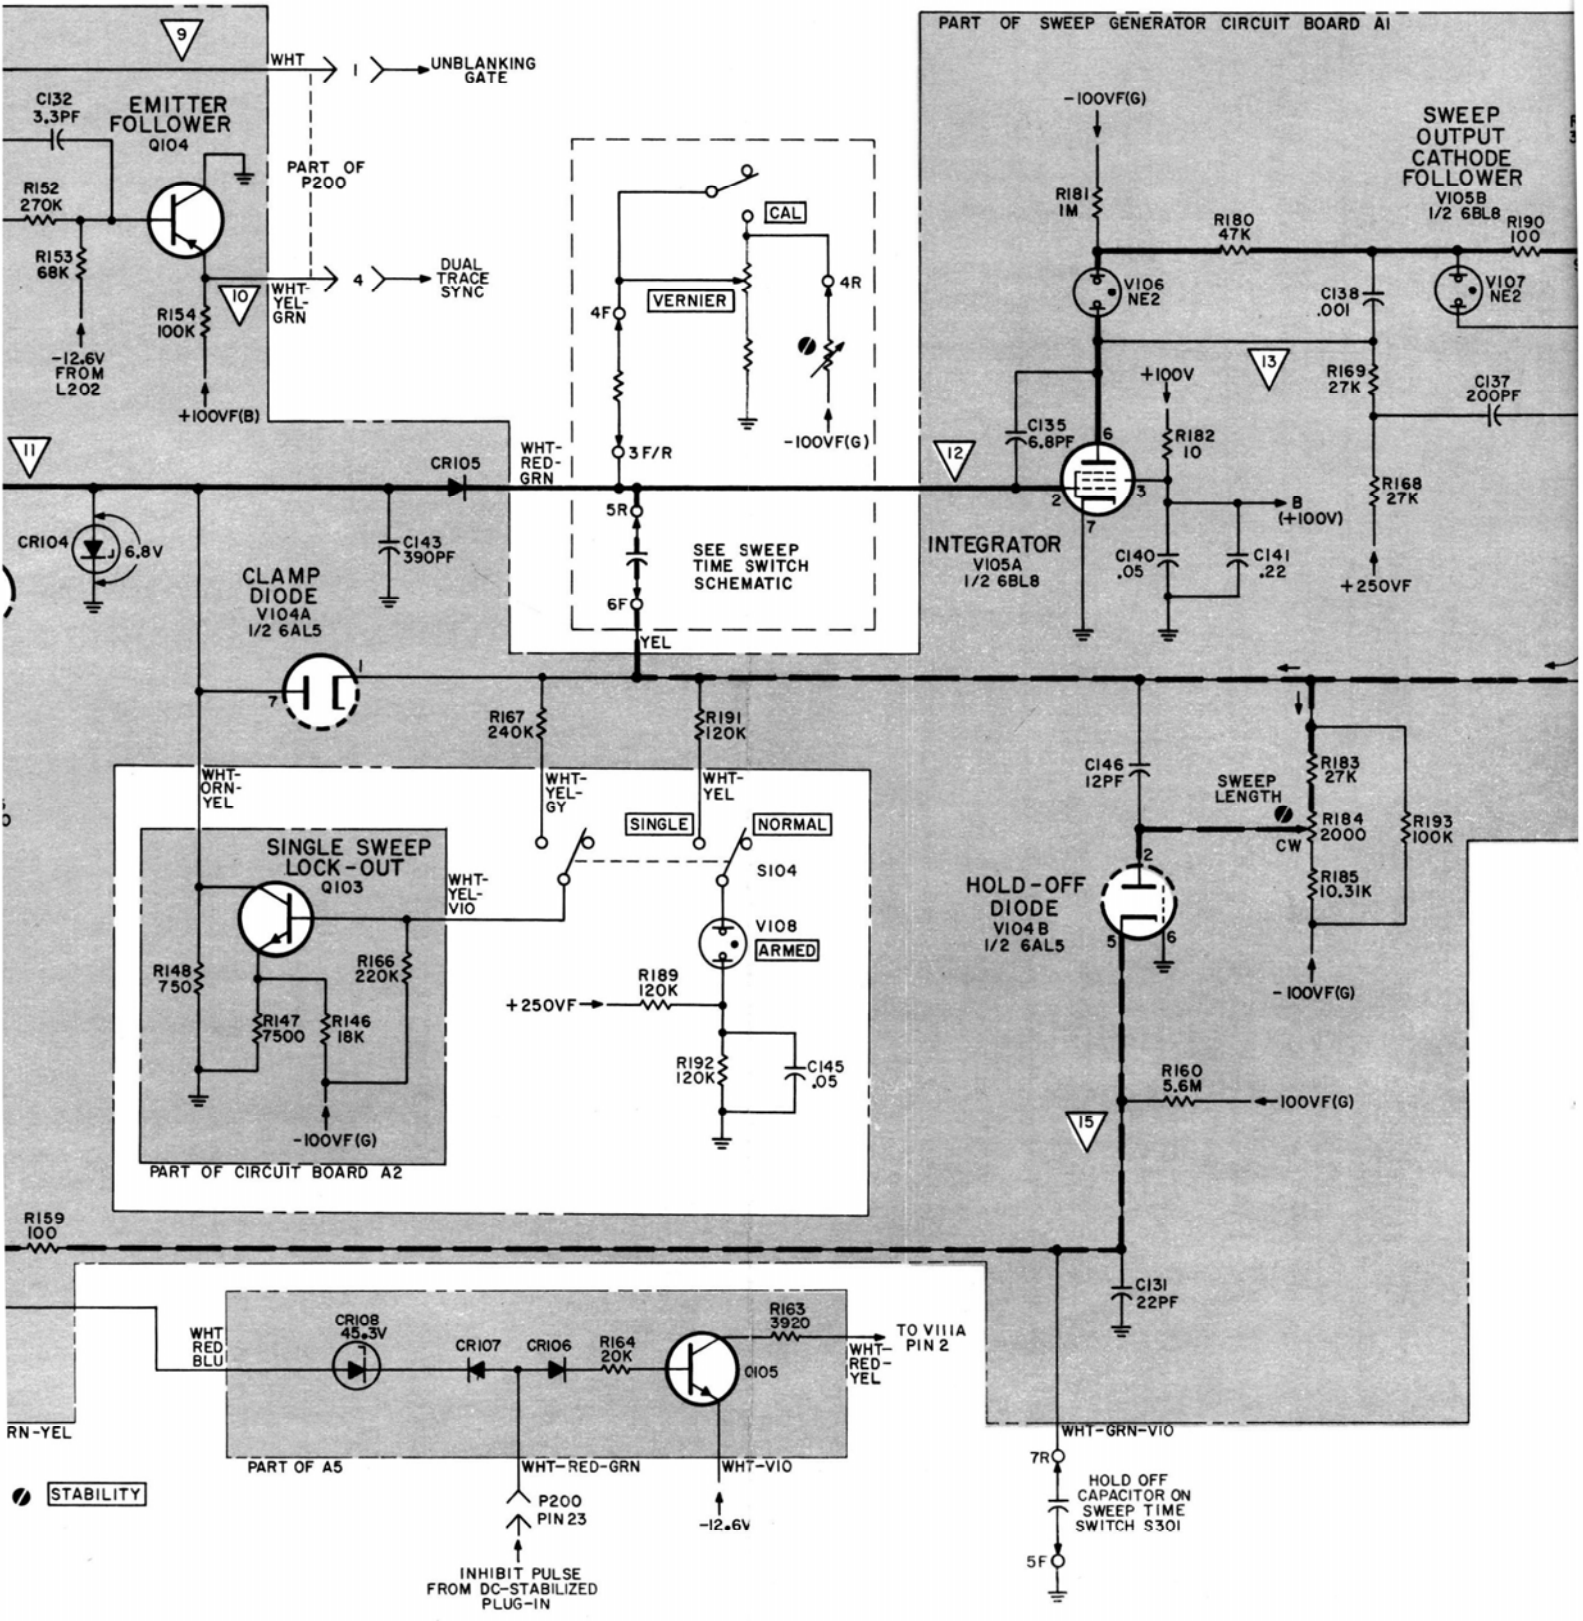 PART OF SWEEP GENERATOR CIRCUIT BOARD A1
9
WHT
1
UNBLANKING
GATE
C132
3.3PF
EMITTER
FOLLOWER
Q104
PART OF
P200
R152
270K
R153
68K
-12.6V
FROM
L202
R154
100K
10
WHT-
YEL-
GRN
4
DUAL
TRACE
SYNC
+100VF(B)
CAL
VERNIER
4F
4R
3F/R
-100VF(G)
-100VF(G)
R181
1M
R180
47K
SWEEP
OUTPUT
CATHODE
FOLLOWER
V105B
1/2 6BL8
R190
100
V106
NE2
C138
.001
V107
NE2
13
+100V
R169
27K
C137
200PF
C135
6.8PF
6
R182
10
11
CR105
WHT-
RED-
GRN
12
2
3
7
R168
27K
B
(+100V)
5R
CR104
6.8V
C143
390PF
SEE SWEEP
TIME SWITCH
SCHEMATIC
INTEGRATOR
V105A
1/2 6BL8
C140
.05
C141
.22
+250VF
CLAMP
DIODE
V104A
1/2 6AL5
6F
YEL
1
7
R167
240K
R191
120K
WHT-
ORN-
YEL
WHT-
YEL-
GY
WHT-
YEL
C146
12PF
SWEEP
LENGTH
R183
27K
R184
2000
CW
R193
100K
R185
10.31K
SINGLE
NORMAL
S104
SINGLE SWEEP
LOCK-OUT
Q103
WHT-
YEL-
VIO
V108
ARMED
2
HOLD-OFF
DIODE
V104B
1/2 6AL5
5
6
R148
750
R166
220K
R147
7500
R146
18K
+250VF
R189
120K
-100VF(G)
R192
120K
C145
.05
R160
5.6M
-100VF(G)
-100VF(G)
15
PART OF CIRCUIT BOARD A2
R159
100
C131
22PF
WHT
RED
BLU
CR108
45.3V
CR107
CR106
R164
20K
Q105
R163
3920
TO V111A
PIN 2
WHT-
RED-
YEL
RN-YEL
PART OF A5
WHT-RED-GRN
WHT-VIO
WHT-GRN-VIO
7R
STABILITY
P200
PIN 23
-12.6V
HOLD OFF
CAPACITOR ON
SWEEP TIME
SWITCH S301
5F
INHIBIT PULSE
FROM DC-STABILIZED
PLUG-IN